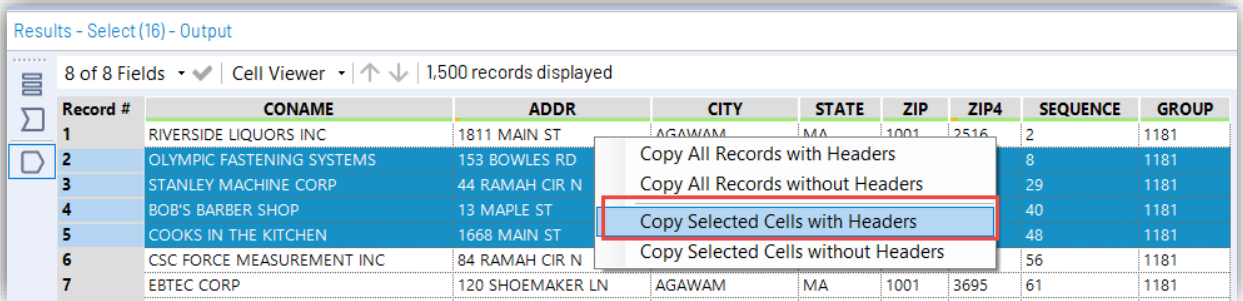 Results - Select (16) - Output
8 of 8 Fields Cell Viewer 1,500 records displayed
Record # CONAME ADDR CITY STATE ZIP ZIP4 SEQUENCE GROUP
1 RIVERSIDE LIQUORS INC 1811 MAIN ST AGAWAM MA 1001 2516 2 1181
2 OLYMPIC FASTENING SYSTEMS 153 BOWLES RD 8 1181
3 STANLEY MACHINE CORP 44 RAMAH CIR N 29 1181
4 BOB'S BARBER SHOP 13 MAPLE ST 40 1181
5 COOKS IN THE KITCHEN 1668 MAIN ST 48 1181
6 CSC FORCE MEASUREMENT INC 84 RAMAH CIR N 56 1181
7 EBTEC CORP 120 SHOEMAKER LN AGAWAM MA 1001 3695 61 1181
Copy All Records with Headers
Copy All Records without Headers
Copy Selected Cells with Headers
Copy Selected Cells without Headers